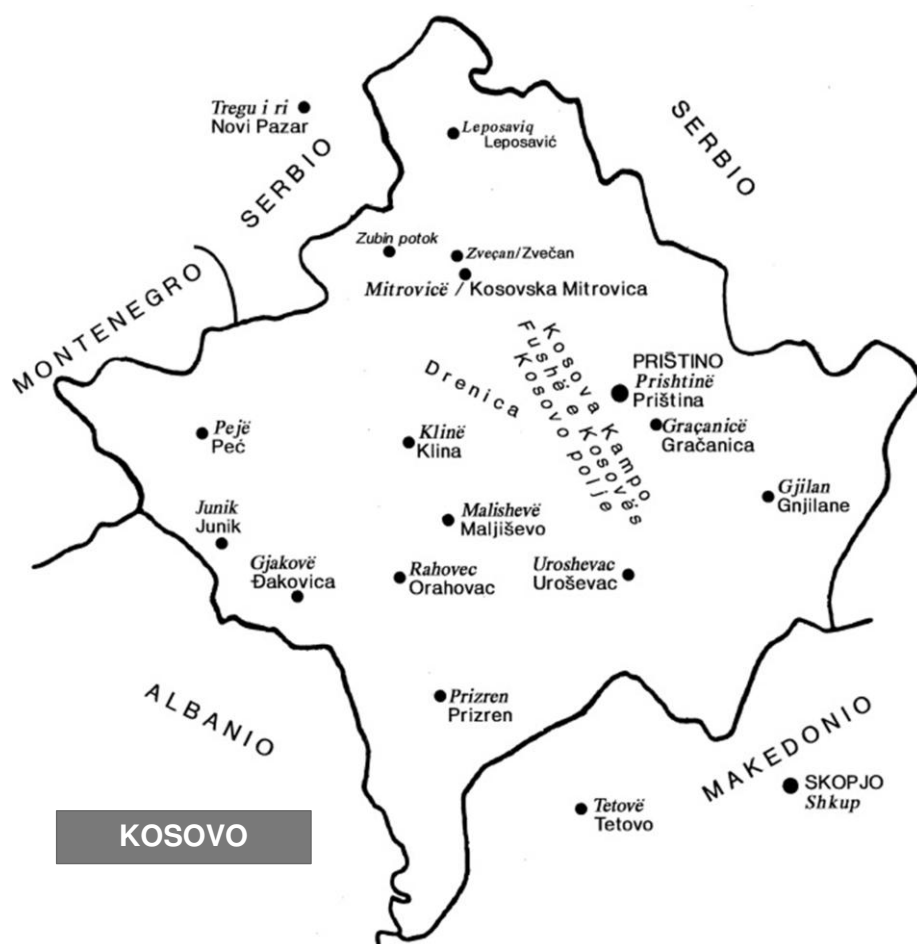 Tregu i ri
Novi Pazar
SERBIO
SERBIO
Leposaviq
Leposavić
Zubin potok
Zveçan/Zvečan
Mitrovicë / Kosovska Mitrovica
MONTENEGRO
Drenica
Kosova Kampo
Fushë e Kosovës
Kosovo polje
PRIŠTINO
Prishtinë
Priština
Graçanicë
Gračanica
Pejë
Peć
Klinë
Klina
Gjilan
Gnjilane
Malishevë
Maljiševo
Junik
Junik
Gjakovë
Đakovica
Rahovec
Orahovac
Uroshevac
Uroševac
Prizren
Prizren
ALBANIO
MAKEDONIO
SKOPJO
Shkup
Tetovë
Tetovo
KOSOVO